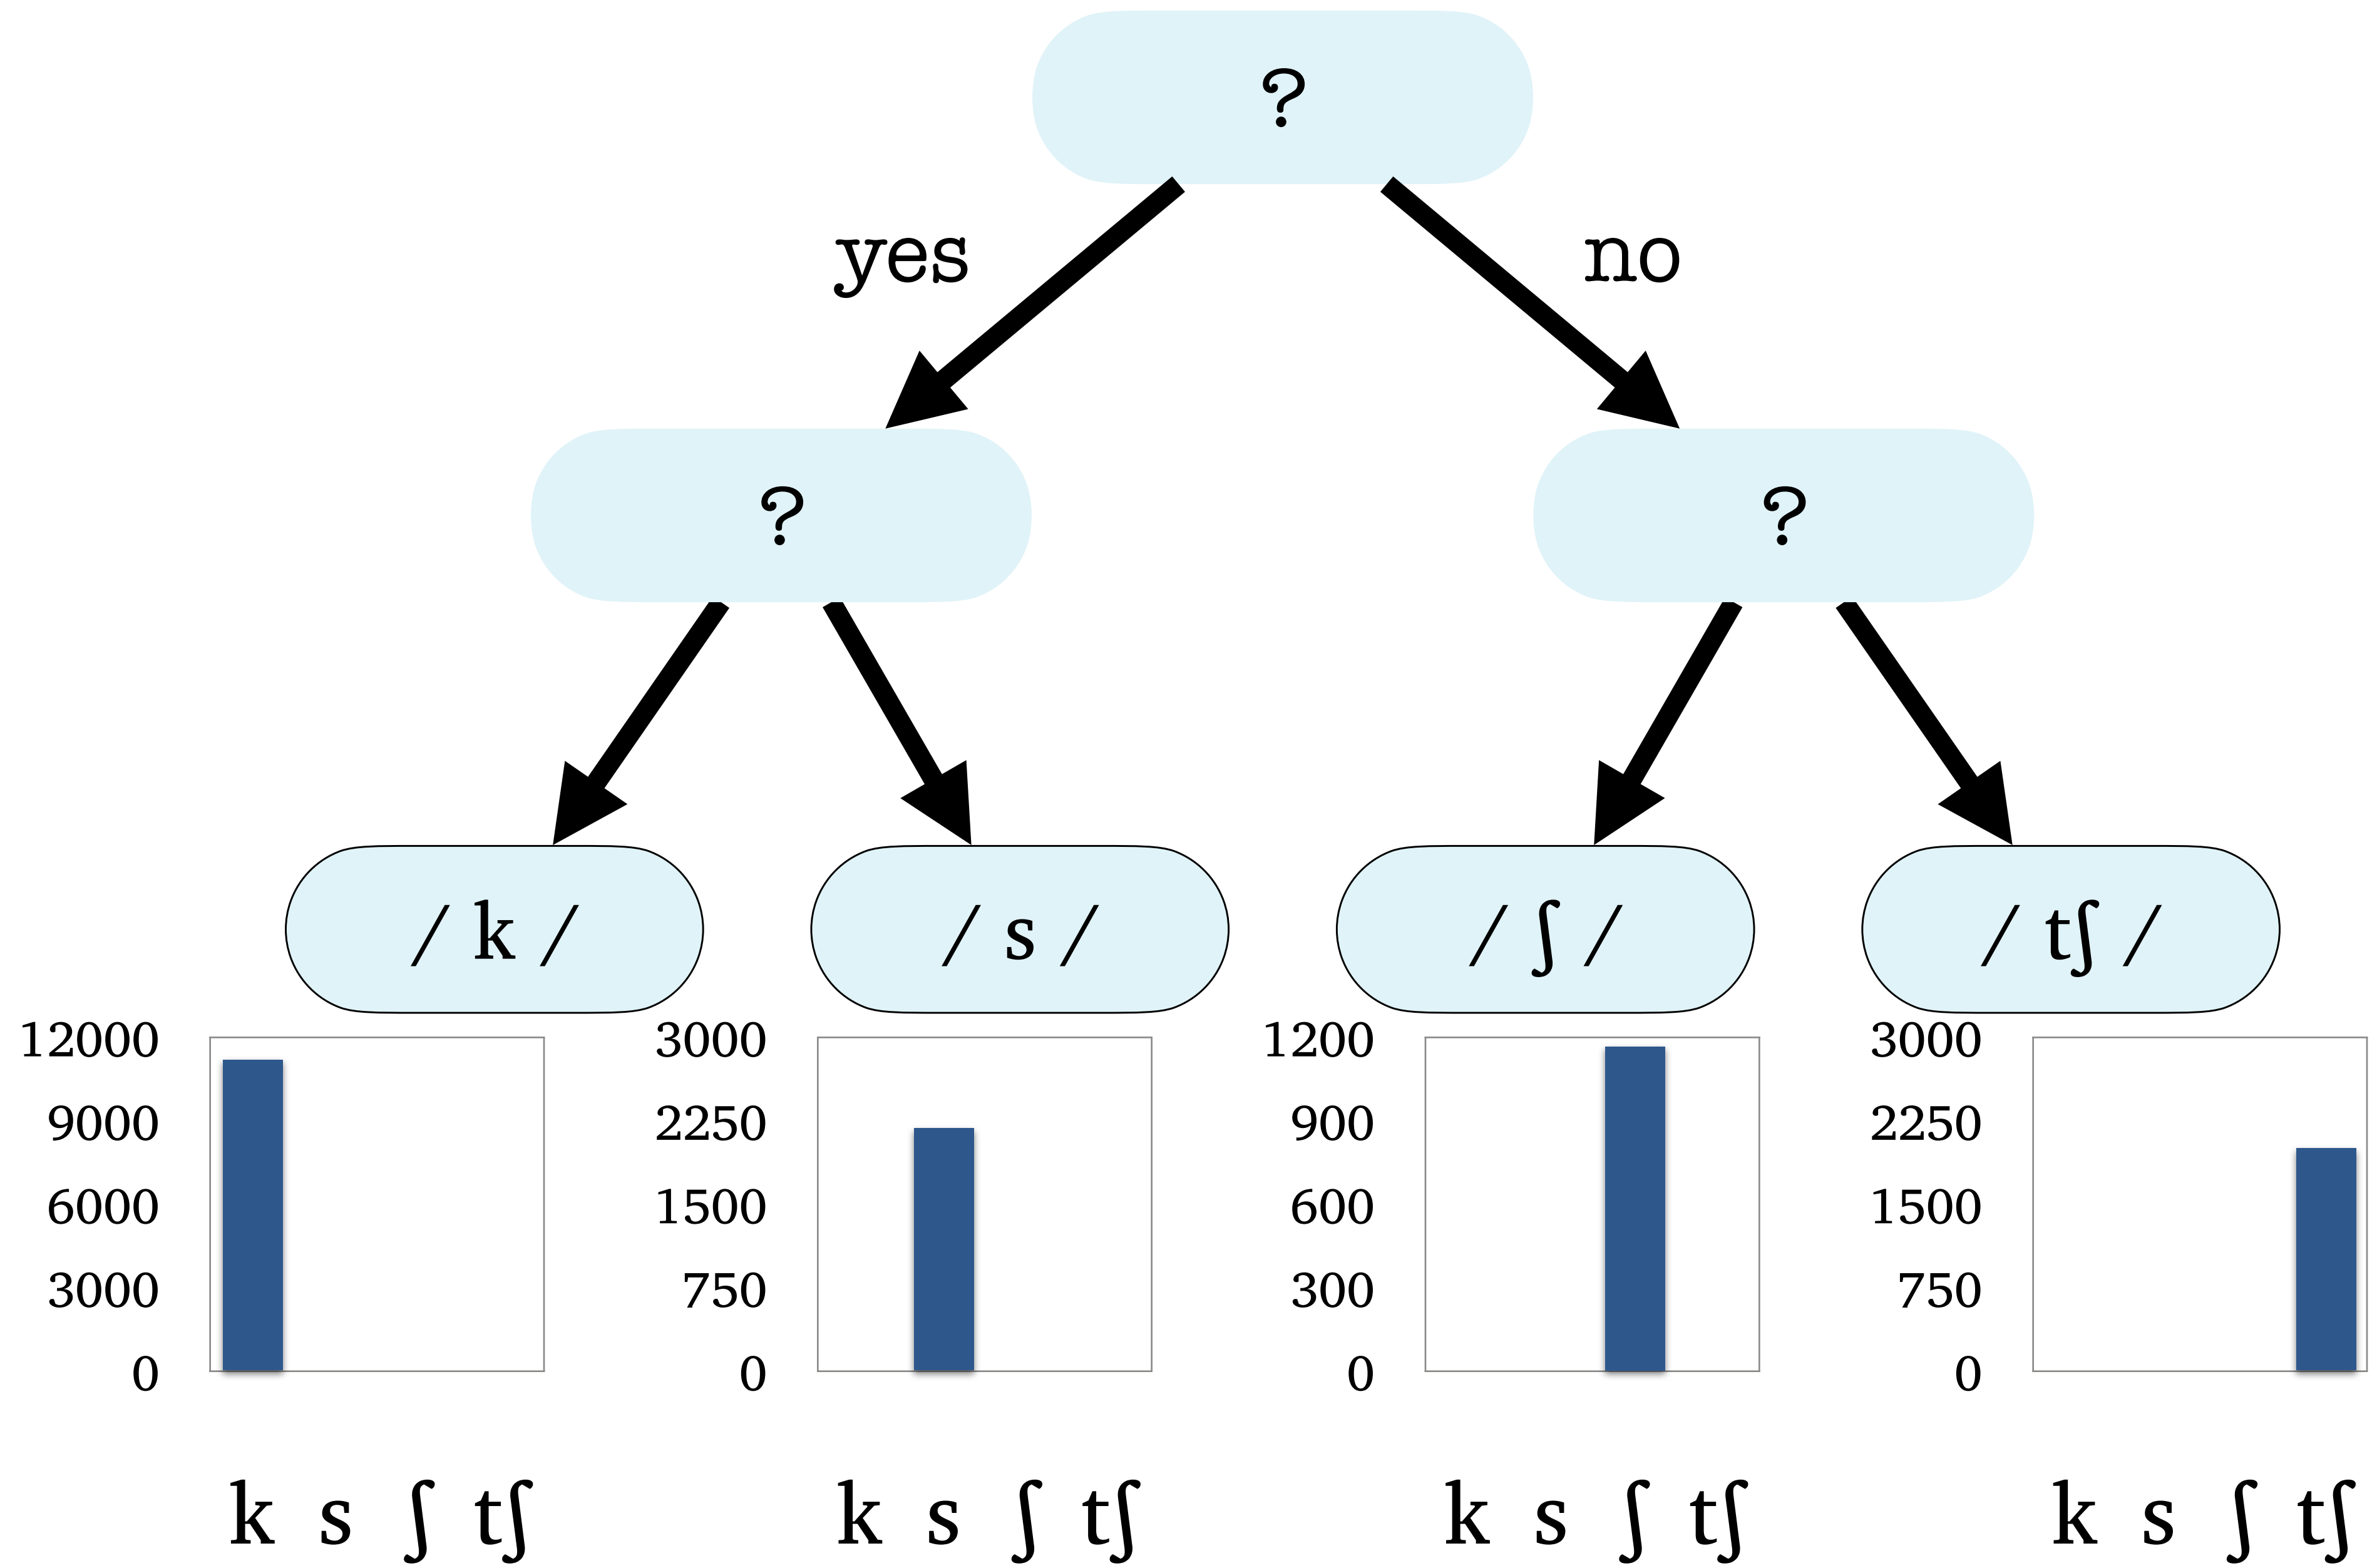 ?
yes no
? ?
/ k / / s / / ʃ / / tʃ /
12000 3000 1200 3000
9000 2250 900 2250
6000 1500 600 1500
3000 750 300 750
0 0 0 0
k s ʃ tʃ k s ʃ tʃ k s ʃ tʃ k s ʃ tʃ